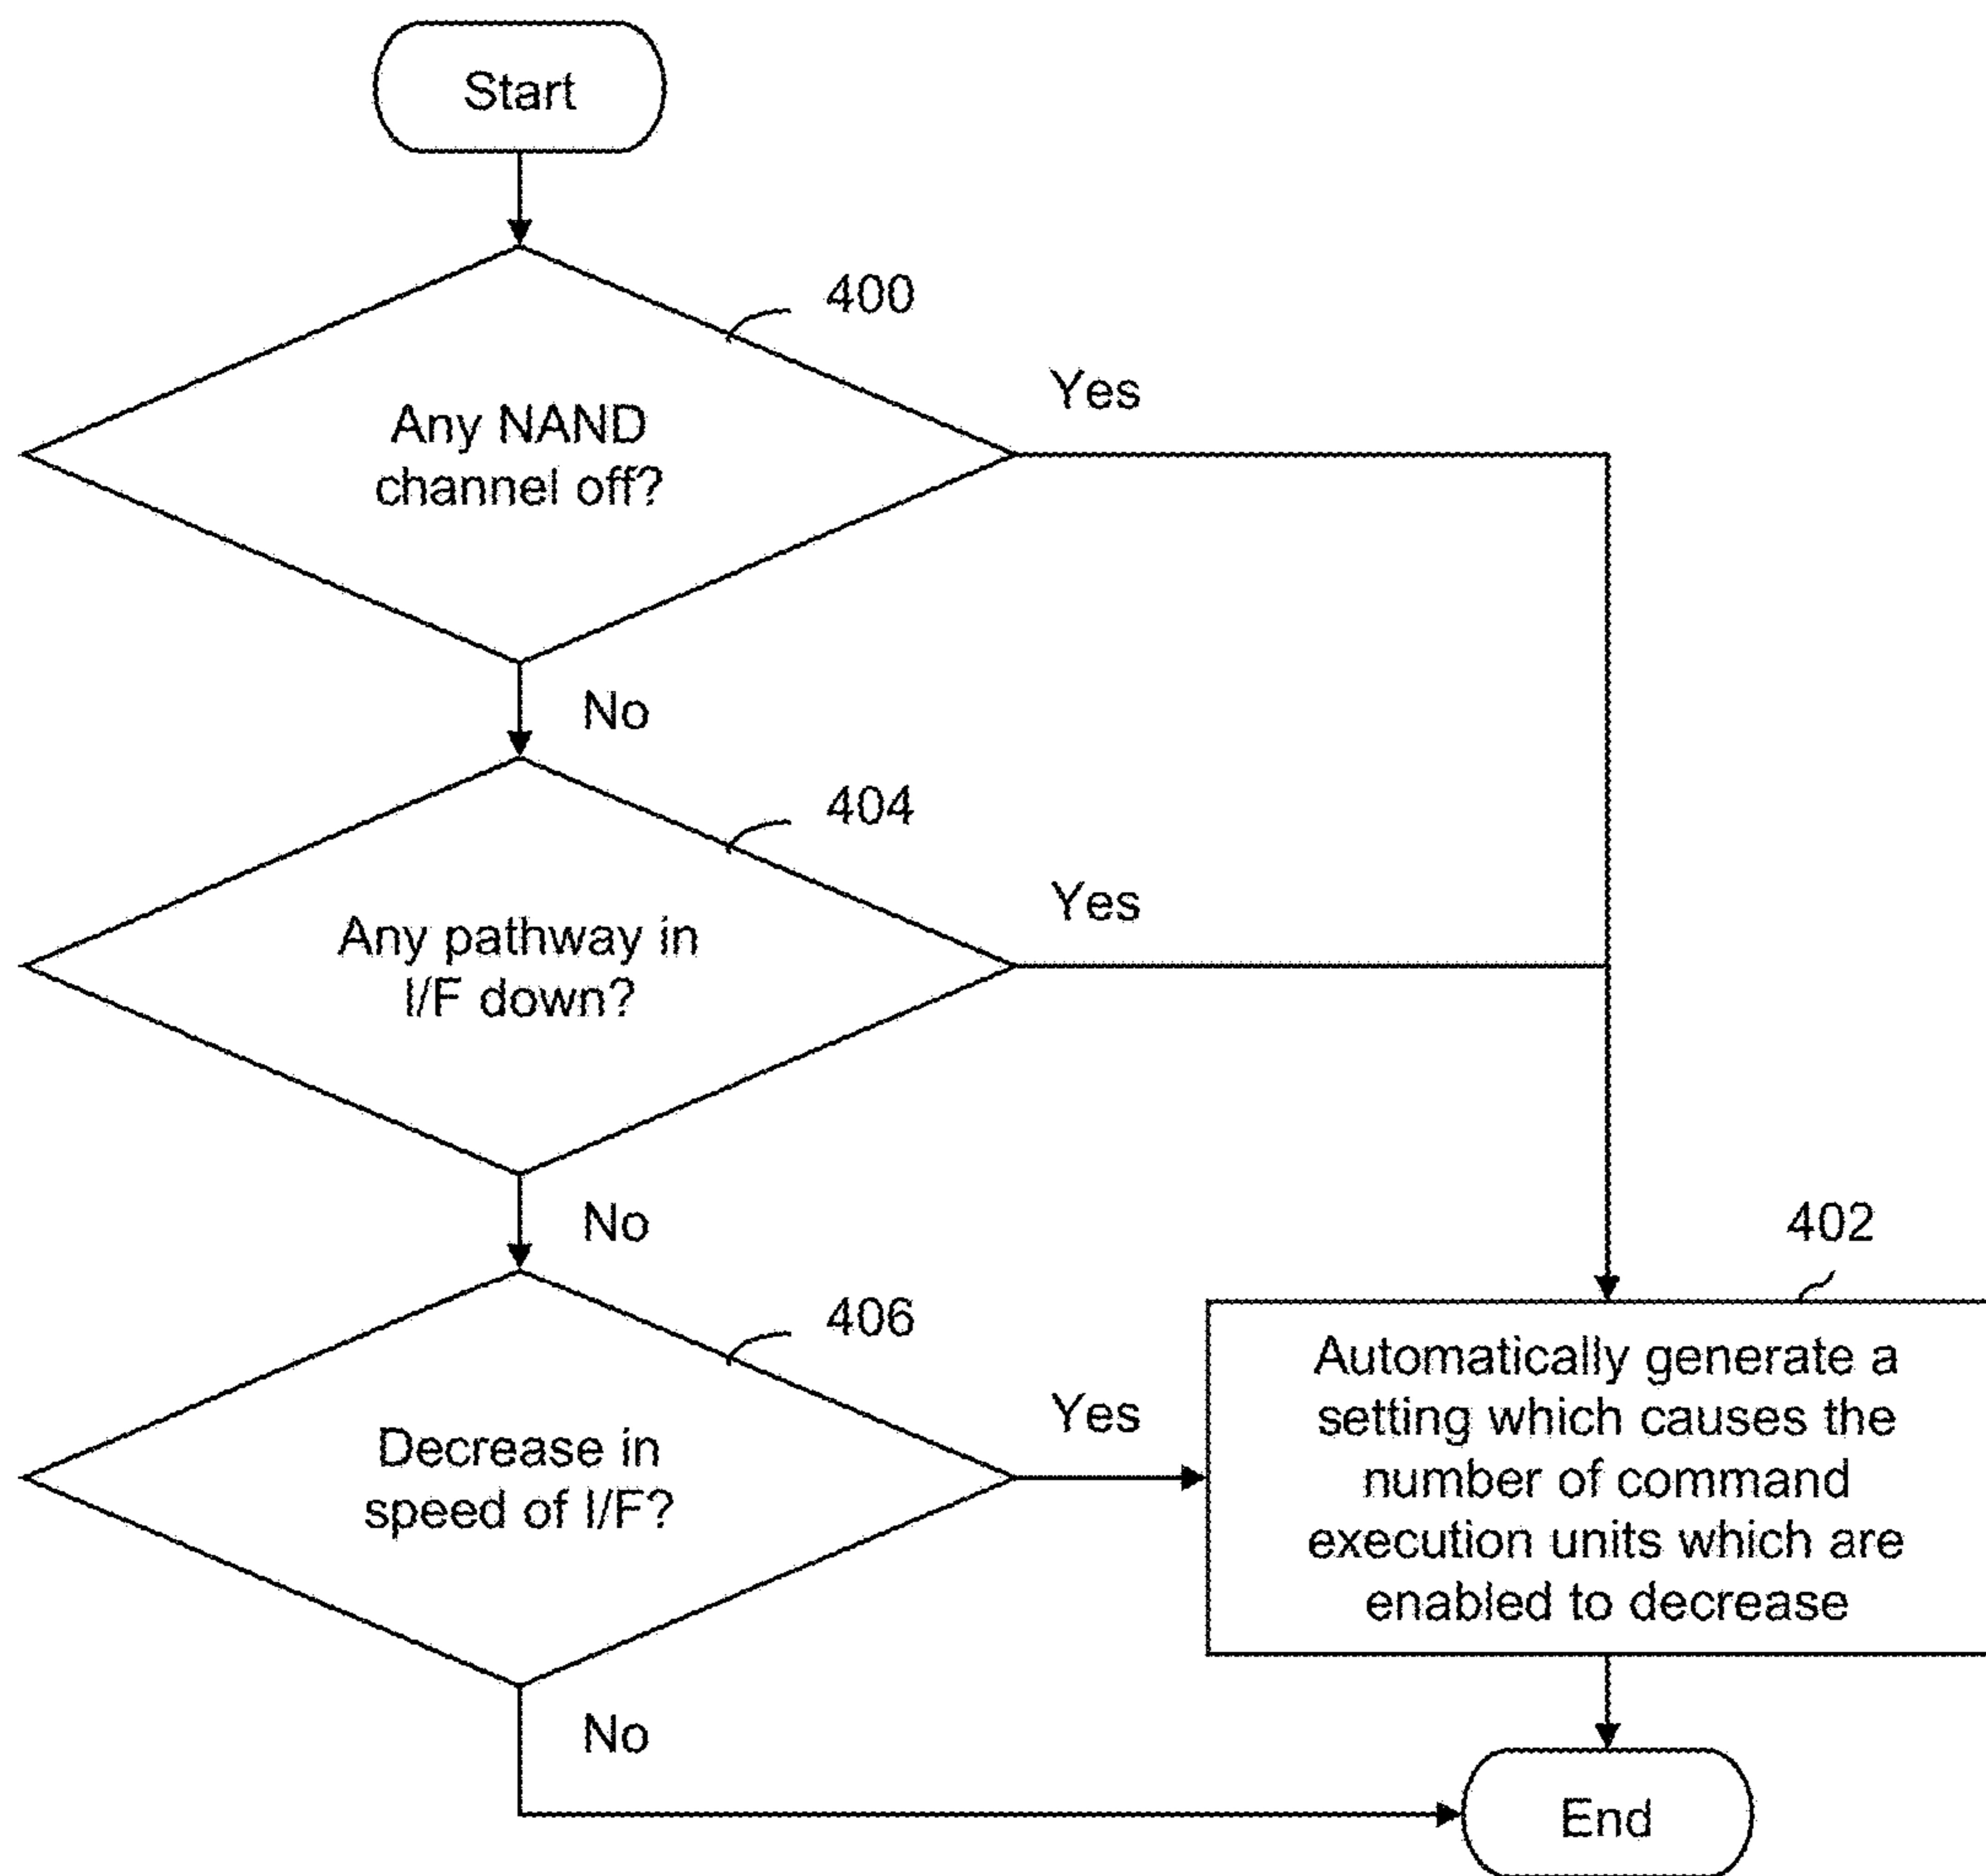 Start
400
Any NAND
channel off?
Yes
No
404
Any pathway in
I/F down?
Yes
No
406
Decrease in
speed of I/F?
Yes
402
Automatically generate a
setting which causes the
number of command
execution units which are
enabled to decrease
No
End